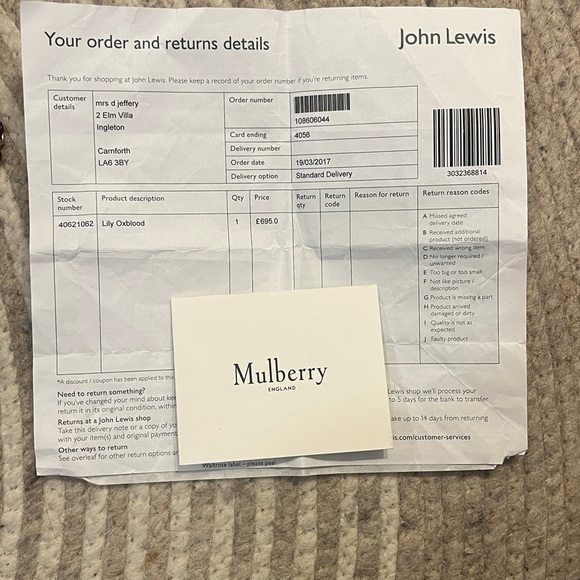 Your order and returns details
John Lewis
Thank you for shopping at John Lewis. Please keep a record of your order number if you're returning items.
Customer details
mrs d jeffery
2 Elm Villa
Ingleton
Carnforth
LA6 3BY
Order number
108606044
Card ending 4056
Delivery number
Order date 19/03/2017
Delivery option Standard Delivery
3032368814
Stock number Product description Qty Price Return qty Return code Reason for return Return reason codes
40621062 Lily Oxblood 1 £695.0
A Missed agreed delivery date
B Received additional product (not ordered)
C Received wrong item
D No longer required / unwanted
E Too big or too small
F Not like picture / description
G Product is missing a part
H Product arrived damaged or dirty
I Quality is not as expected
J Faulty product
Mulberry
ENGLAND
*A discount / coupon has been applied to this
Need to return something?
If you've changed your mind about
return it in its original condition, within
Returns at a John Lewis shop
Take this delivery note or a copy of
with your item(s) and original payment
Other ways to return
See overleaf for other return options
Lewis shop we'll process your
to 5 days for the bank to transfer
take up to 14 days from returning
.com/customer-services
Waitrose label – please peel